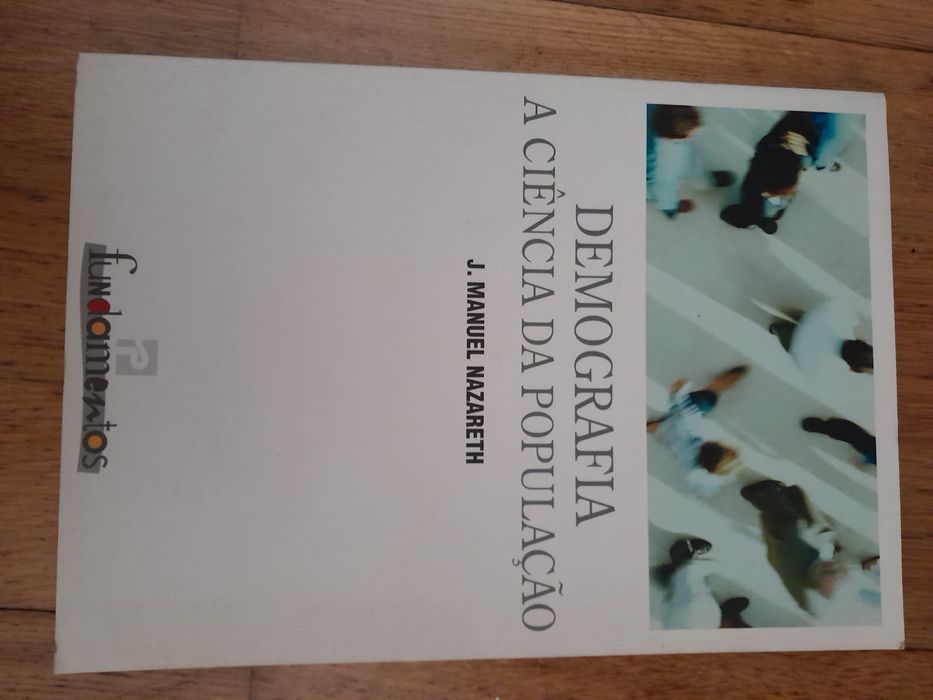 DEMOGRAFIA
A CIÊNCIA DA POPULAÇÃO
J. MANUEL NAZARETH
P
fundamentos